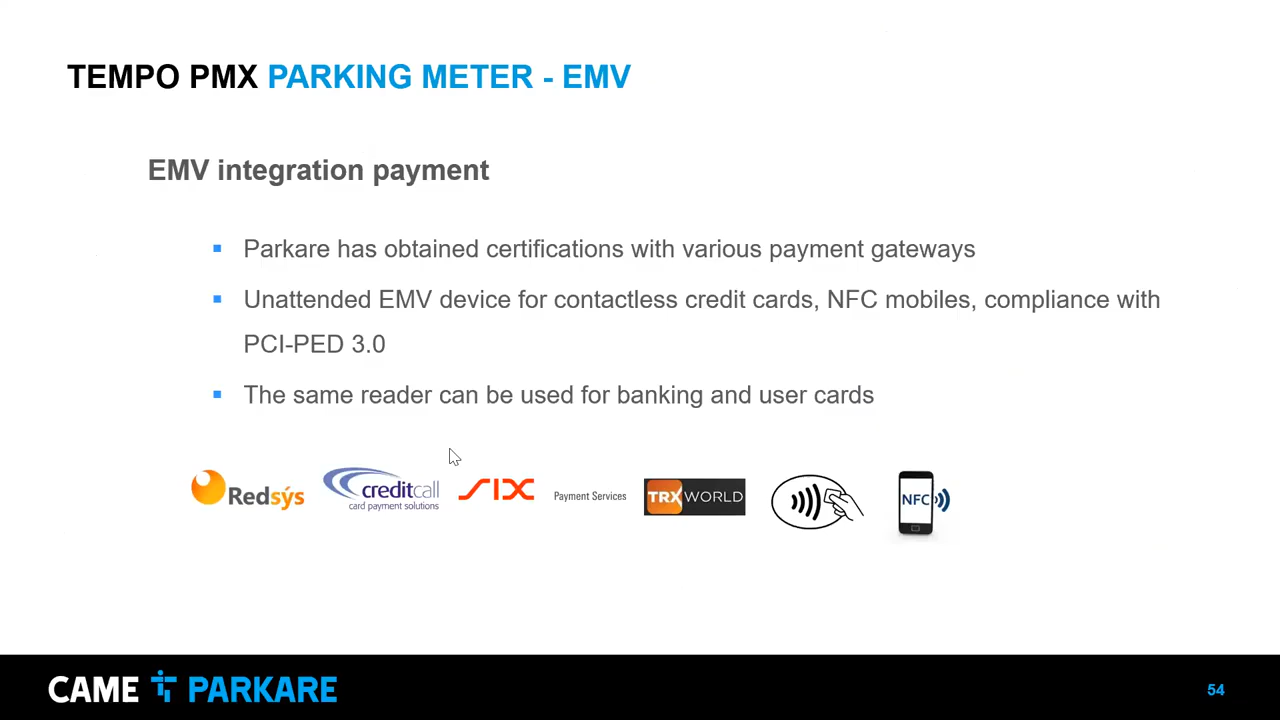 TEMPO PMX PARKING METER - EMV
EMV integration payment
Parkare has obtained certifications with various payment gateways
Unattended EMV device for contactless credit cards, NFC mobiles, compliance with
PCI-PED 3.0
The same reader can be used for banking and user cards
Redsýs
creditcall
card payment solutions
SIX
Payment Services
TRX WORLD
NFC
CAME PARKARE
54